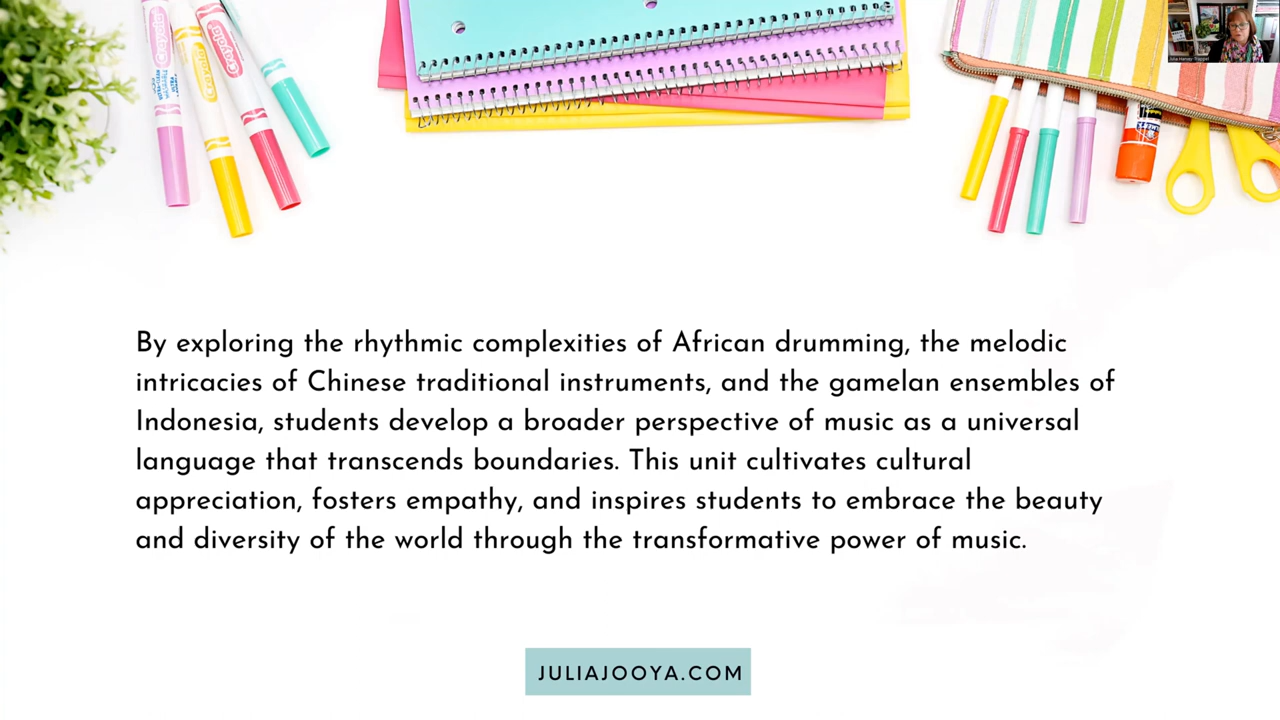 Crayola
Crayola
Crayola
By exploring the rhythmic complexities of African drumming, the melodic
intricacies of Chinese traditional instruments, and the gamelan ensembles of
Indonesia, students develop a broader perspective of music as a universal
language that transcends boundaries. This unit cultivates cultural
appreciation, fosters empathy, and inspires students to embrace the beauty
and diversity of the world through the transformative power of music.
JULIAJOOYA.COM